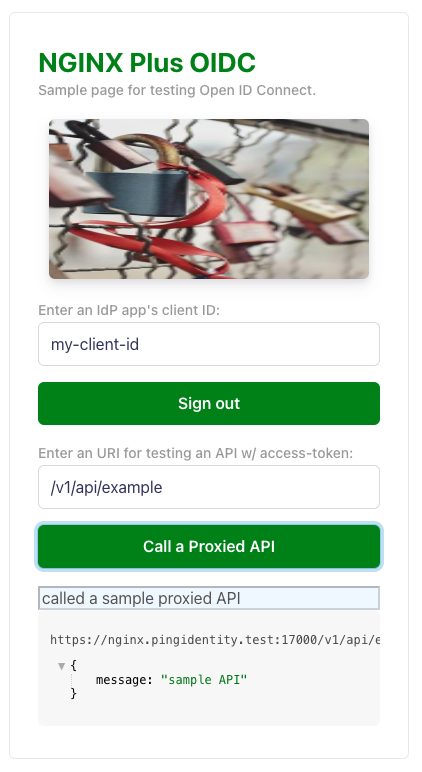 NGINX Plus OIDC
Sample page for testing Open ID Connect.
Enter an IdP app's client ID:
my-client-id
Sign out
Enter an URI for testing an API w/ access-token:
/v1/api/example
Call a Proxied API
called a sample proxied API
https://nginx.pingidentity.test:17000/v1/api/e
{
message: "sample API"
}